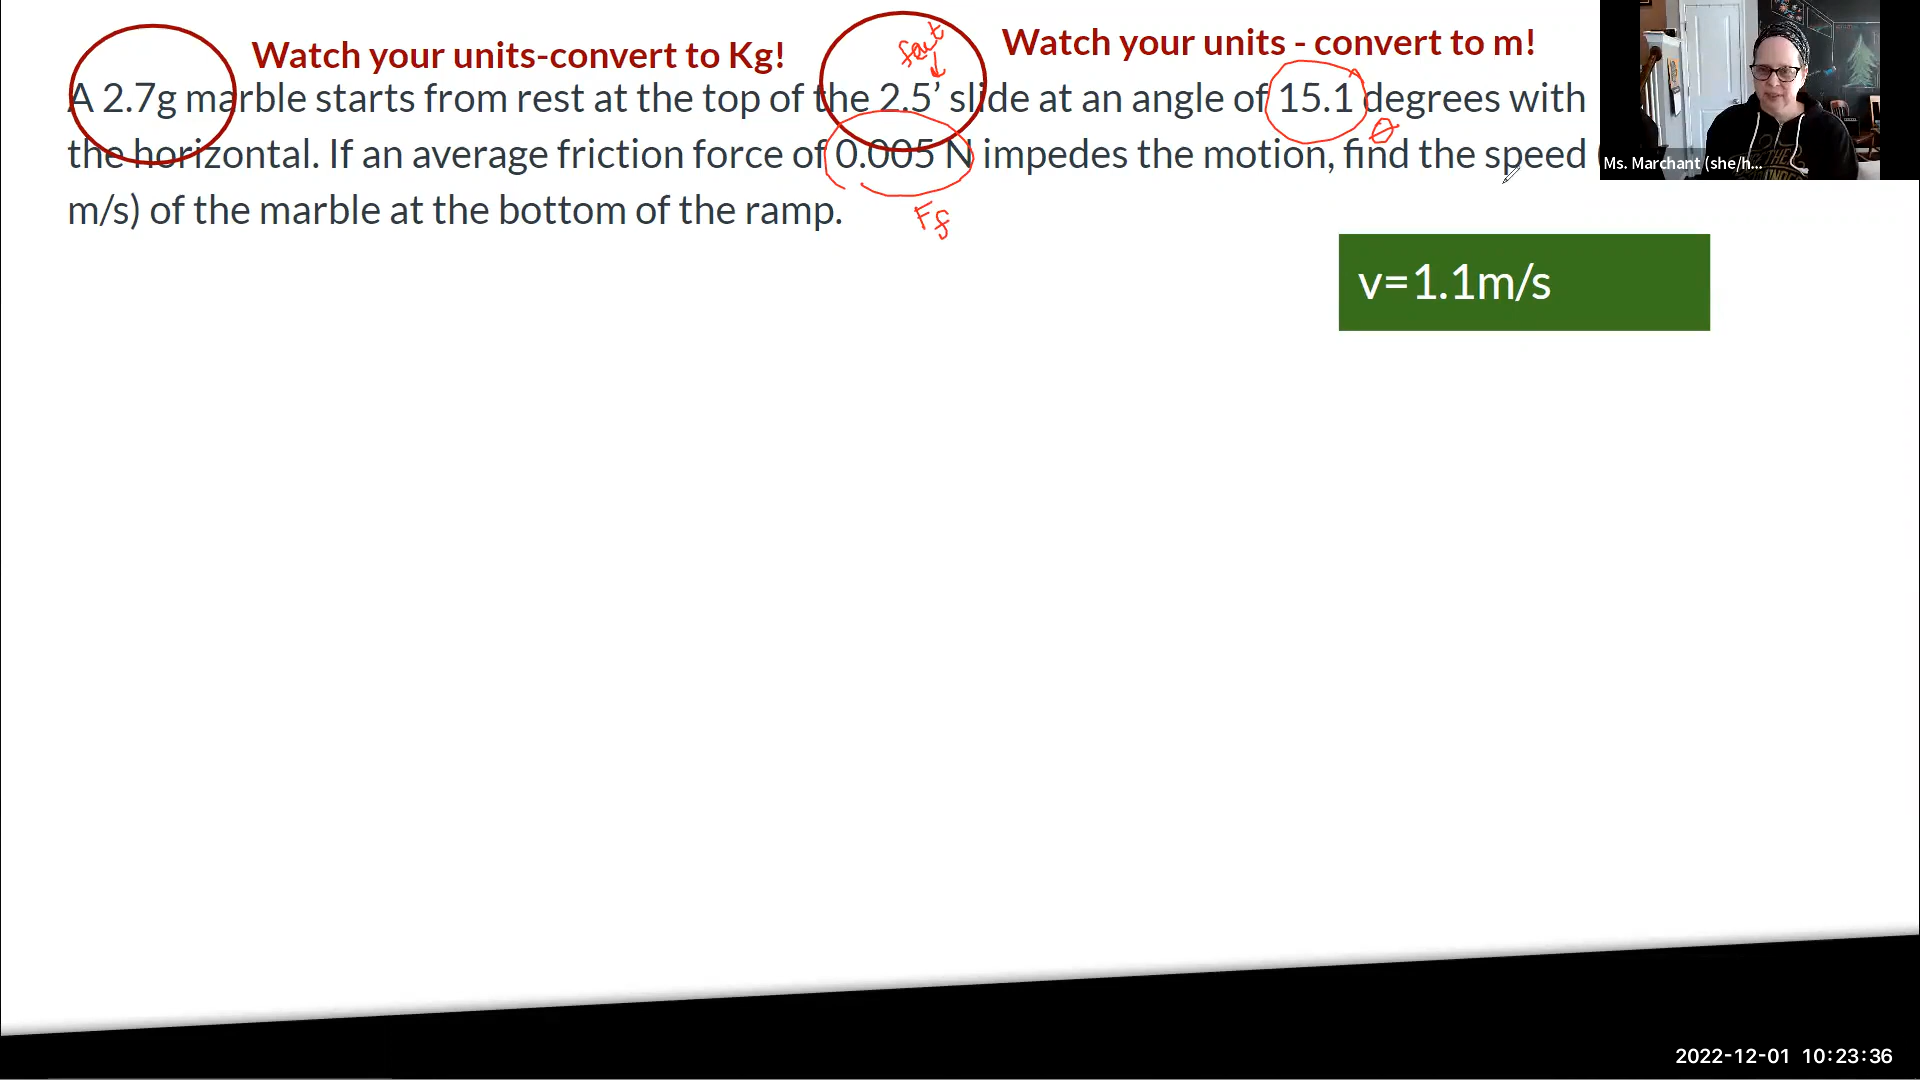 Watch your units-convert to Kg!
feet
Watch your units - convert to m!
A 2.7g marble starts from rest at the top of the 2.5’ slide at an angle of 15.1 degrees with
θ
the horizontal. If an average friction force of 0.005 N impedes the motion, find the speed (
Ms. Marchant (she/h...
m/s) of the marble at the bottom of the ramp.
Ff
v=1.1m/s
2022-12-01 10:23:36